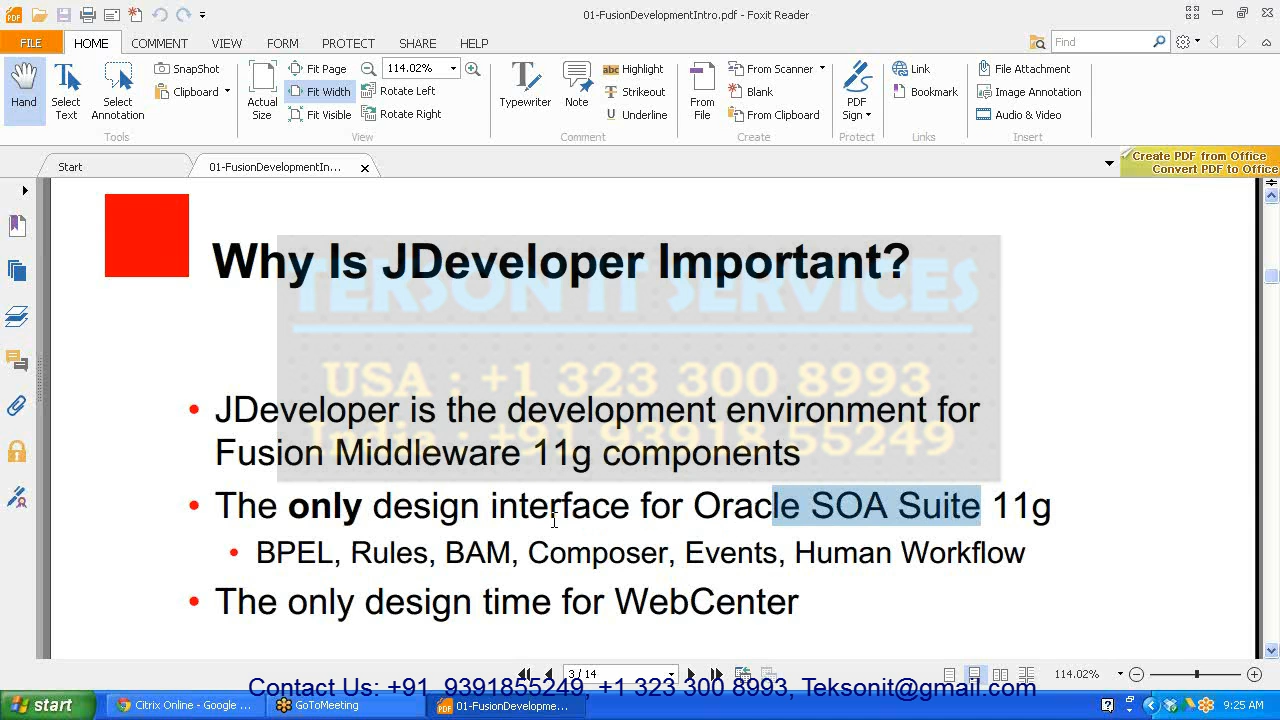 01-FusionDevelopmentIntro.pdf - Foxit Reader
FILE HOME COMMENT VIEW FORM PROTECT SHARE HELP
Find
Hand
Select
Text
Select
Annotation
SnapShot
Clipboard
Tools
Actual
Size
Fit Page
Fit Width
Fit Visible
114.02%
Rotate Left
Rotate Right
View
Typewriter
Note
Highlight
Strikeout
Underline
Comment
From
File
From Scanner
Blank
From Clipboard
Create
PDF
Sign
Protect
Link
Bookmark
Links
File Attachment
Image Annotation
Audio & Video
Insert
Start
01-FusionDevelopmentIn...
Create PDF from Office
Convert PDF to Office
Why Is JDeveloper Important?
TEKSON IT SERVICES
USA : +1 323 300 8993
India : +91 93918 55249
• JDeveloper is the development environment for
Fusion Middleware 11g components
• The only design interface for Oracle SOA Suite 11g
• BPEL, Rules, BAM, Composer, Events, Human Workflow
• The only design time for WebCenter
3 / 14
114.02%
Contact Us: +91 9391855249, +1 323 300 8993, Teksonit@gmail.com
start
Citrix Online - Google ...
GoToMeeting
01-FusionDevelopme...
9:25 AM